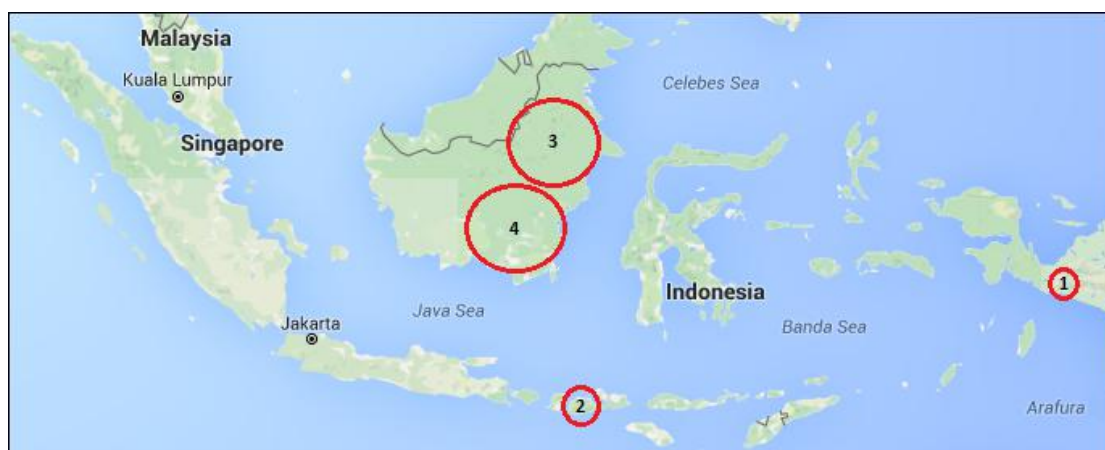 Malaysia
Kuala Lumpur
Singapore
Celebes Sea
3
4
1
Indonesia
Java Sea
Banda Sea
Jakarta
2
Arafura